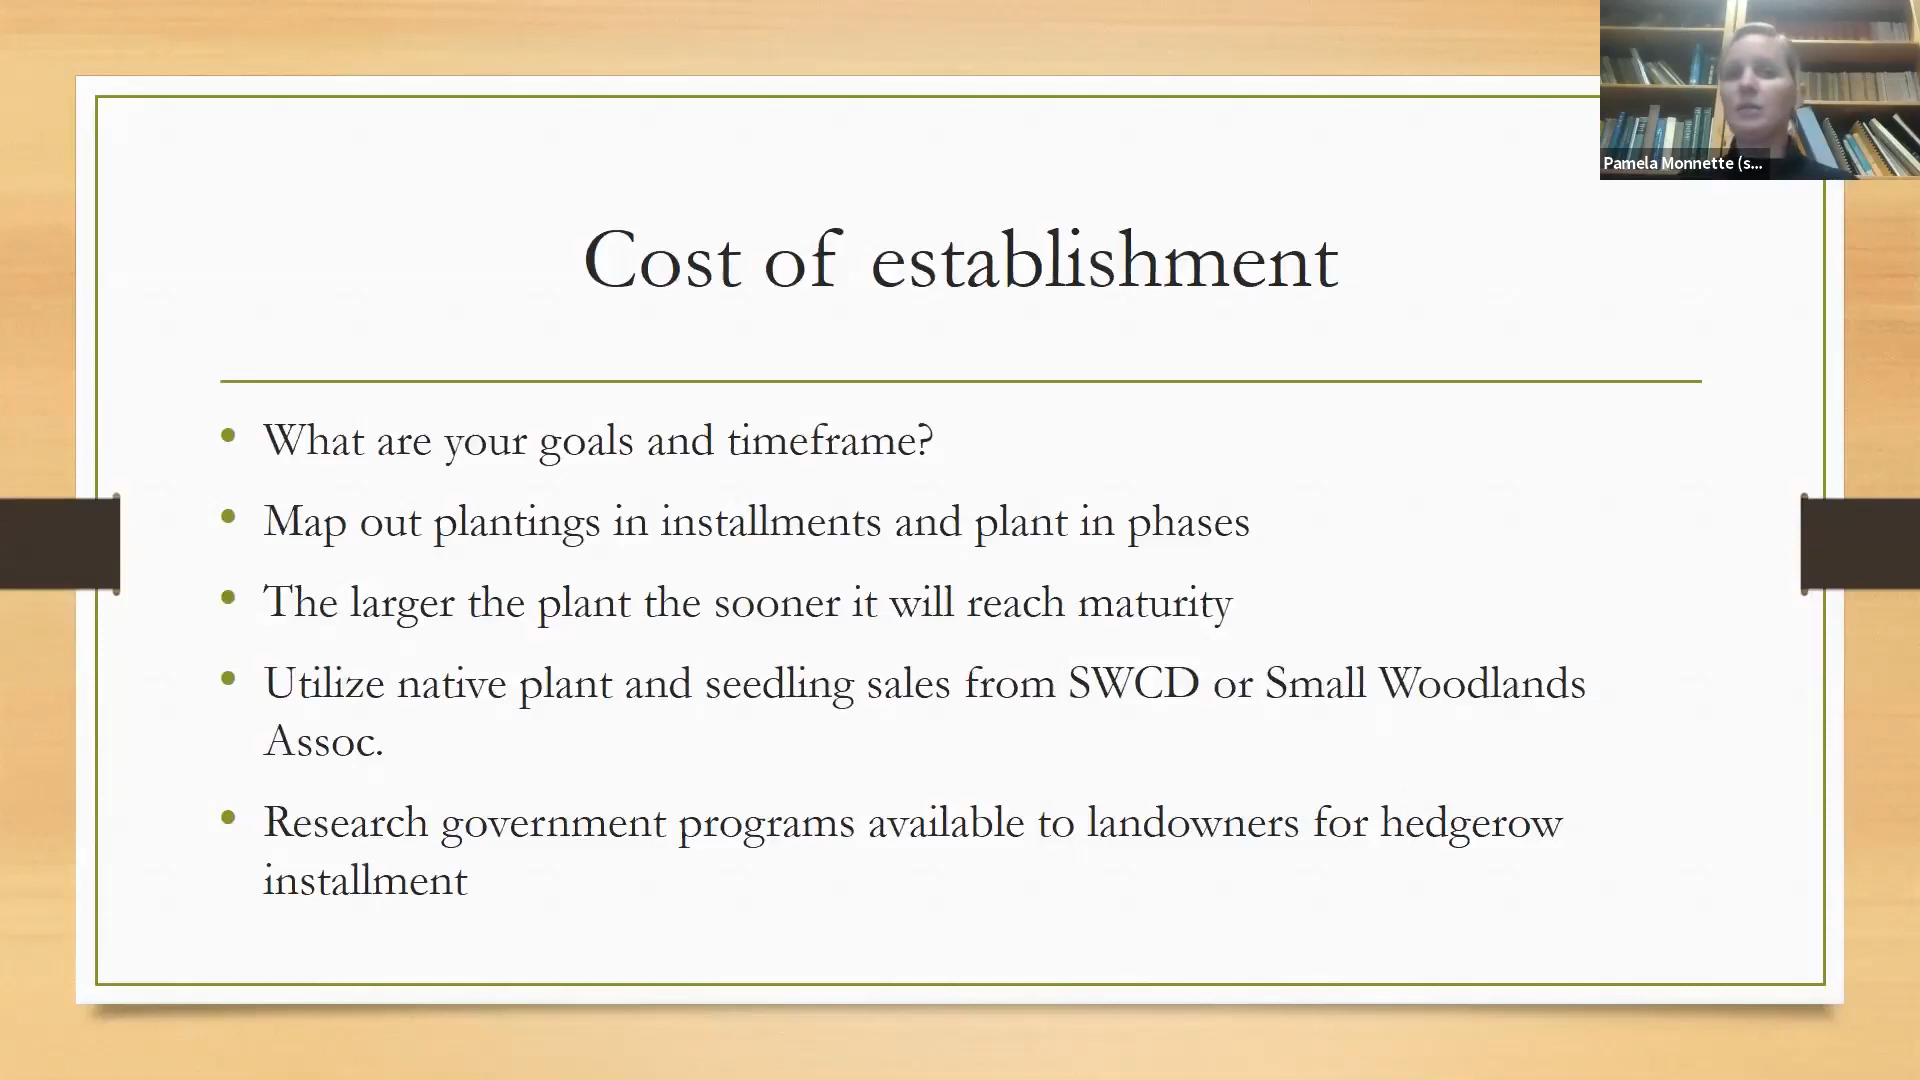 Pamela Monnette (s...
Cost of establishment
• What are your goals and timeframe?
• Map out plantings in installments and plant in phases
• The larger the plant the sooner it will reach maturity
• Utilize native plant and seedling sales from SWCD or Small Woodlands
Assoc.
• Research government programs available to landowners for hedgerow
installment